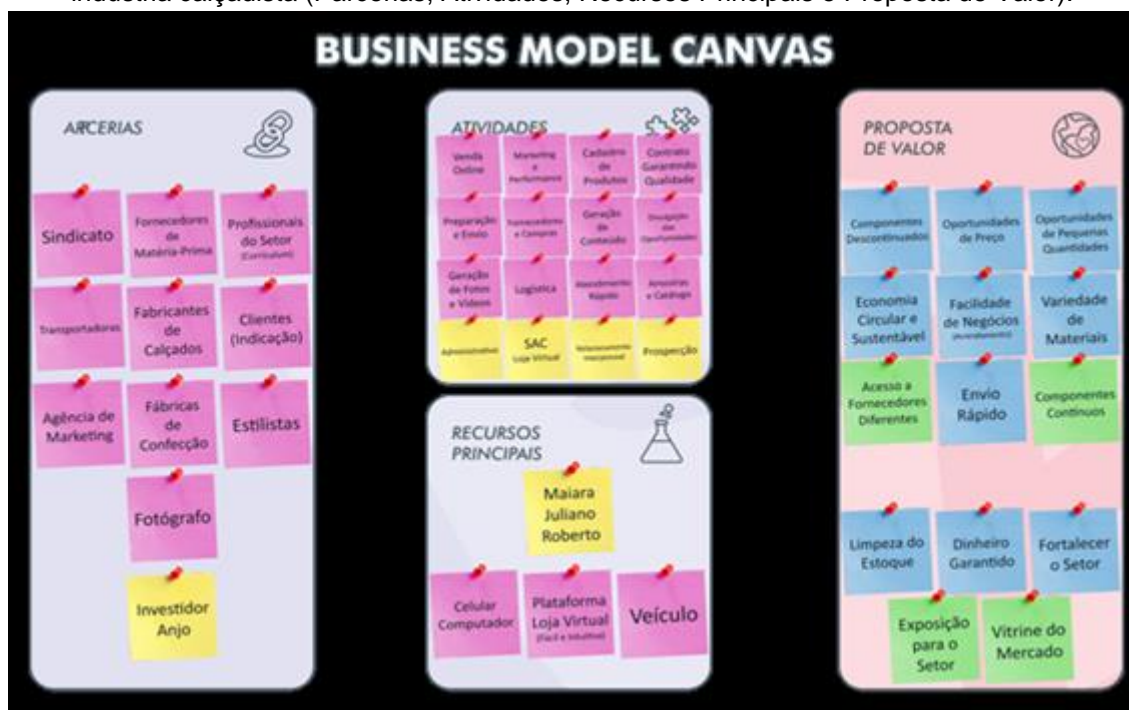 indústria calçadista (Parcerias, Atividades, Recursos Principais e Proposta de Valor).
BUSINESS MODEL CANVAS
ARCERIAS
Sindicato
Fornecedores
de
Matéria-Prima
Profissionais
do Setor
(Curriculum)
Transportadoras
Fabricantes
de
Calçados
Clientes
(Indicação)
Agência de
Marketing
Fábricas
de
Confecção
Estilistas
Fotógrafo
Investidor
Anjo
ATIVIDADES
Venda
Online
Marketing
e
Performance
Cadastro
de
Produtos
Contrato
Garantindo
Qualidade
Preparação
e Envio
Fornecedores
e Compras
Geração
de
Conteúdo
Divulgação
das
Oportunidades
Geração
de Fotos
e Vídeos
Logística
Atendimento
Rápido
Amostras
e Catálogo
Administrativo
SAC
Loja Virtual
Relacionamento
Interpessoal
Prospecção
RECURSOS
PRINCIPAIS
Maiara
Juliano
Roberto
Celular
Computador
Plataforma
Loja Virtual
(Fácil e Intuitiva)
Veículo
PROPOSTA
DE VALOR
Componentes
Descontinuados
Oportunidades
de Preço
Oportunidades
de Pequenas
Quantidades
Economia
Circular e
Sustentável
Facilidade
de Negócios
Variedade
de
Materiais
Acesso a
Fornecedores
Diferentes
Envio
Rápido
Componentes
Contínuos
Limpeza do
Estoque
Dinheiro
Garantido
Fortalecer
o Setor
Exposição
para o
Setor
Vitrine do
Mercado